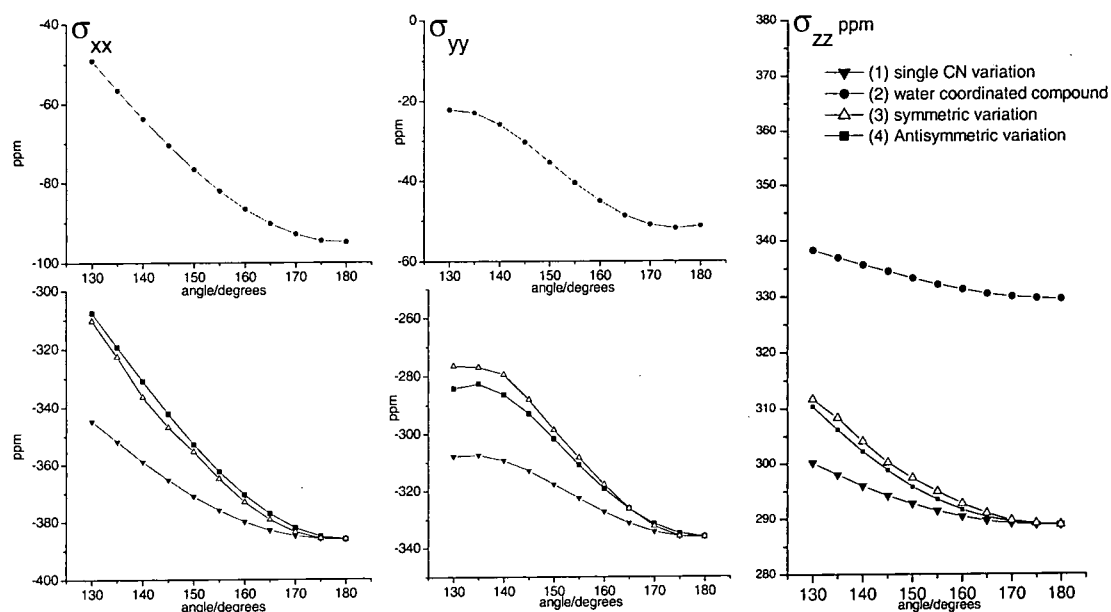 σxx
-40
-60
-80
-100
ppm
130 140 150 160 170 180
angle/degrees
σyy
0
-20
-40
-60
ppm
130 140 150 160 170 180
angle/degrees
-300
-320
-340
-360
-380
-400
ppm
130 140 150 160 170 180
angle/degrees
-260
-280
-300
-320
-340
ppm
130 140 150 160 170 180
angle/degrees
σzz ppm
380
370
360
350
340
330
320
310
300
290
280
130 140 150 160 170 180
angle/degrees
(1) single CN variation
(2) water coordinated compound
(3) symmetric variation
(4) Antisymmetric variation